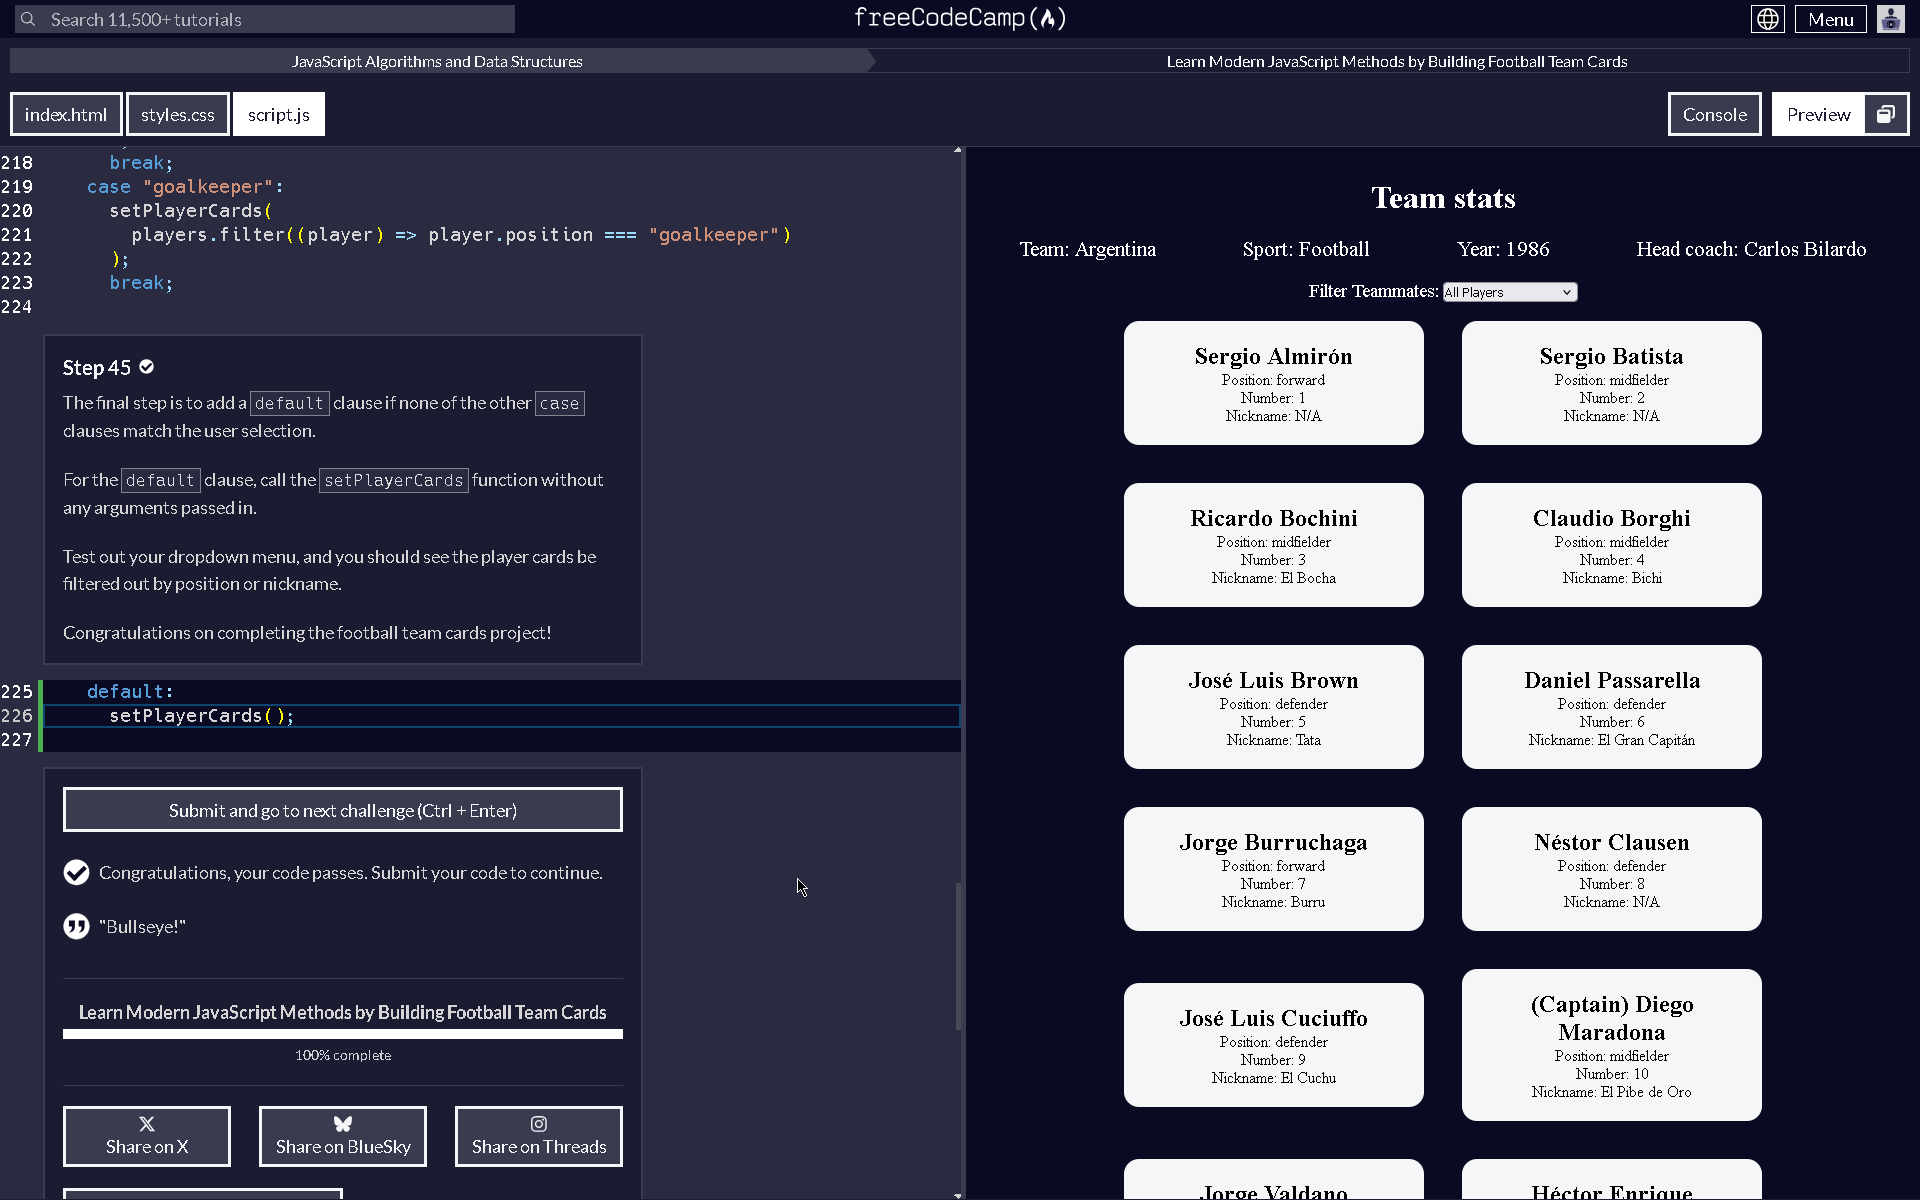 Search 11,500+ tutorials
freeCodeCamp
Menu
JavaScript Algorithms and Data Structures
Learn Modern JavaScript Methods by Building Football Team Cards
index.html
styles.css
script.js
Console
Preview
218 break;
219 case "goalkeeper":
220 setPlayerCards(
221 players.filter((player) => player.position === "goalkeeper")
222 );
223 break;
224
Step 45
The final step is to add a default clause if none of the other case
clauses match the user selection.
For the default clause, call the setPlayerCards function without
any arguments passed in.
Test out your dropdown menu, and you should see the player cards be
filtered out by position or nickname.
Congratulations on completing the football team cards project!
225 default:
226 setPlayerCards();
227
Submit and go to next challenge (Ctrl + Enter)
Congratulations, your code passes. Submit your code to continue.
"Bullseye!"
Learn Modern JavaScript Methods by Building Football Team Cards
100% complete
Share on X
Share on BlueSky
Share on Threads
Team stats
Team: Argentina
Sport: Football
Year: 1986
Head coach: Carlos Bilardo
Filter Teammates: All Players
Sergio Almirón
Position: forward
Number: 1
Nickname: N/A
Sergio Batista
Position: midfielder
Number: 2
Nickname: N/A
Ricardo Bochini
Position: midfielder
Number: 3
Nickname: El Bocha
Claudio Borghi
Position: midfielder
Number: 4
Nickname: Bichi
José Luis Brown
Position: defender
Number: 5
Nickname: Tata
Daniel Passarella
Position: defender
Number: 6
Nickname: El Gran Capitán
Jorge Burruchaga
Position: forward
Number: 7
Nickname: Burru
Néstor Clausen
Position: defender
Number: 8
Nickname: N/A
José Luis Cuciuffo
Position: defender
Number: 9
Nickname: El Cuchu
(Captain) Diego
Maradona
Position: midfielder
Number: 10
Nickname: El Pibe de Oro
Jorge Valdano
Héctor Enrique